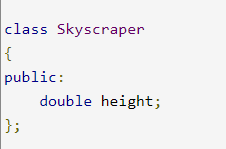 class Skyscraper
{
public:
    double height;
};